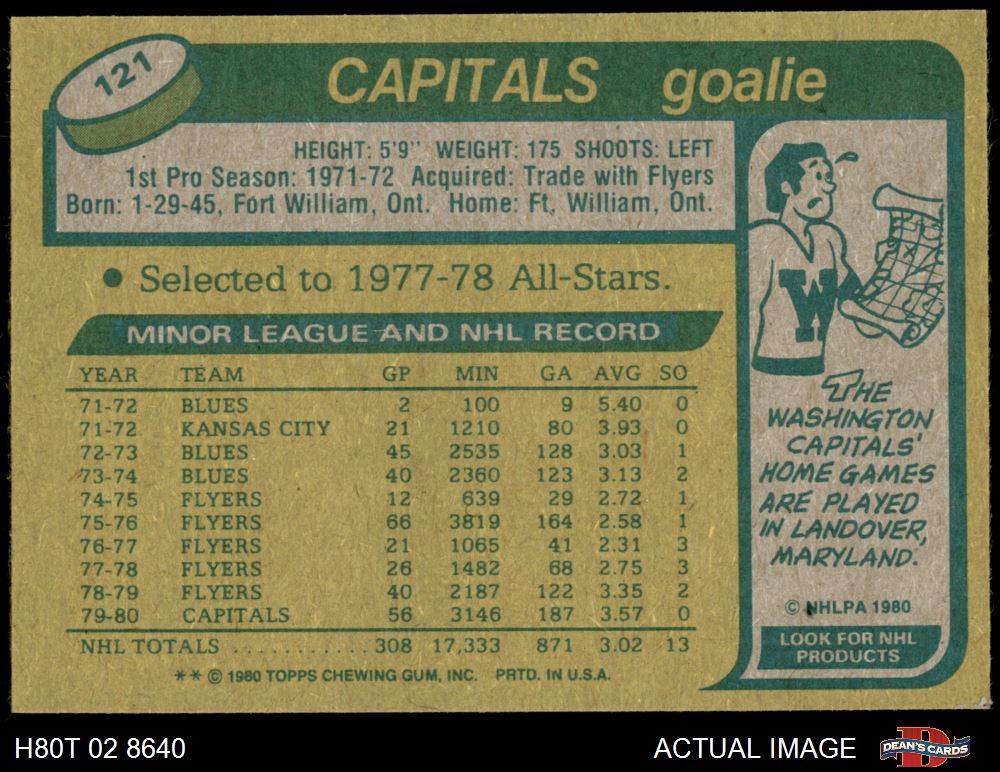 121
CAPITALS goalie
HEIGHT: 5'9" WEIGHT: 175 SHOOTS: LEFT
1st Pro Season: 1971-72 Acquired: Trade with Flyers
Born: 1-29-45, Fort William, Ont. Home: Ft. William, Ont.
• Selected to 1977-78 All-Stars.
MINOR LEAGUE AND NHL RECORD
YEAR TEAM GP MIN GA AVG SO
71-72 BLUES 2 100 9 5.40 0
71-72 KANSAS CITY 21 1210 80 3.93 0
72-73 BLUES 45 2535 128 3.03 1
73-74 BLUES 40 2360 123 3.13 2
74-75 FLYERS 12 639 29 2.72 1
75-76 FLYERS 66 3819 164 2.58 1
76-77 FLYERS 21 1065 41 2.31 3
77-78 FLYERS 26 1482 68 2.75 3
78-79 FLYERS 40 2187 122 3.35 2
79-80 CAPITALS 56 3146 187 3.57 0
NHL TOTALS .......... 308 17,333 871 3.02 13
** © 1980 TOPPS CHEWING GUM, INC. PRTD. IN U.S.A.
W
THE
WASHINGTON
CAPITALS'
HOME GAMES
ARE PLAYED
IN LANDOVER,
MARYLAND.
© NHLPA 1980
LOOK FOR NHL
PRODUCTS
H80T 02 8640
ACTUAL IMAGE
D
DEAN'S CARDS